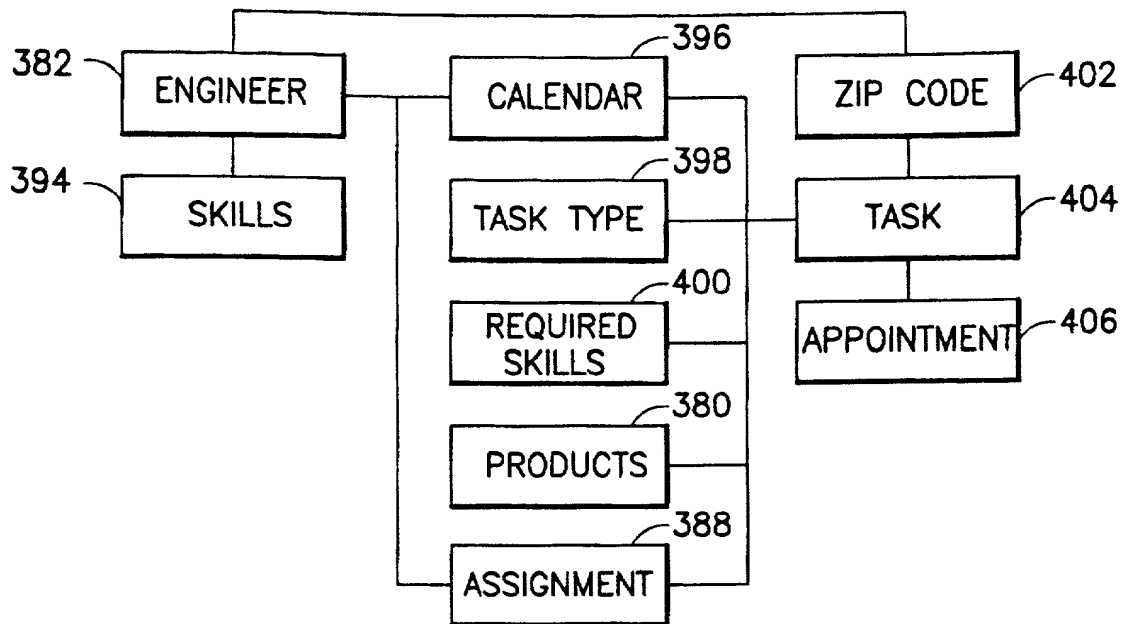 382
ENGINEER
394
SKILLS
396
CALENDAR
398
TASK TYPE
400
REQUIRED
SKILLS
380
PRODUCTS
388
ASSIGNMENT
402
ZIP CODE
404
TASK
406
APPOINTMENT